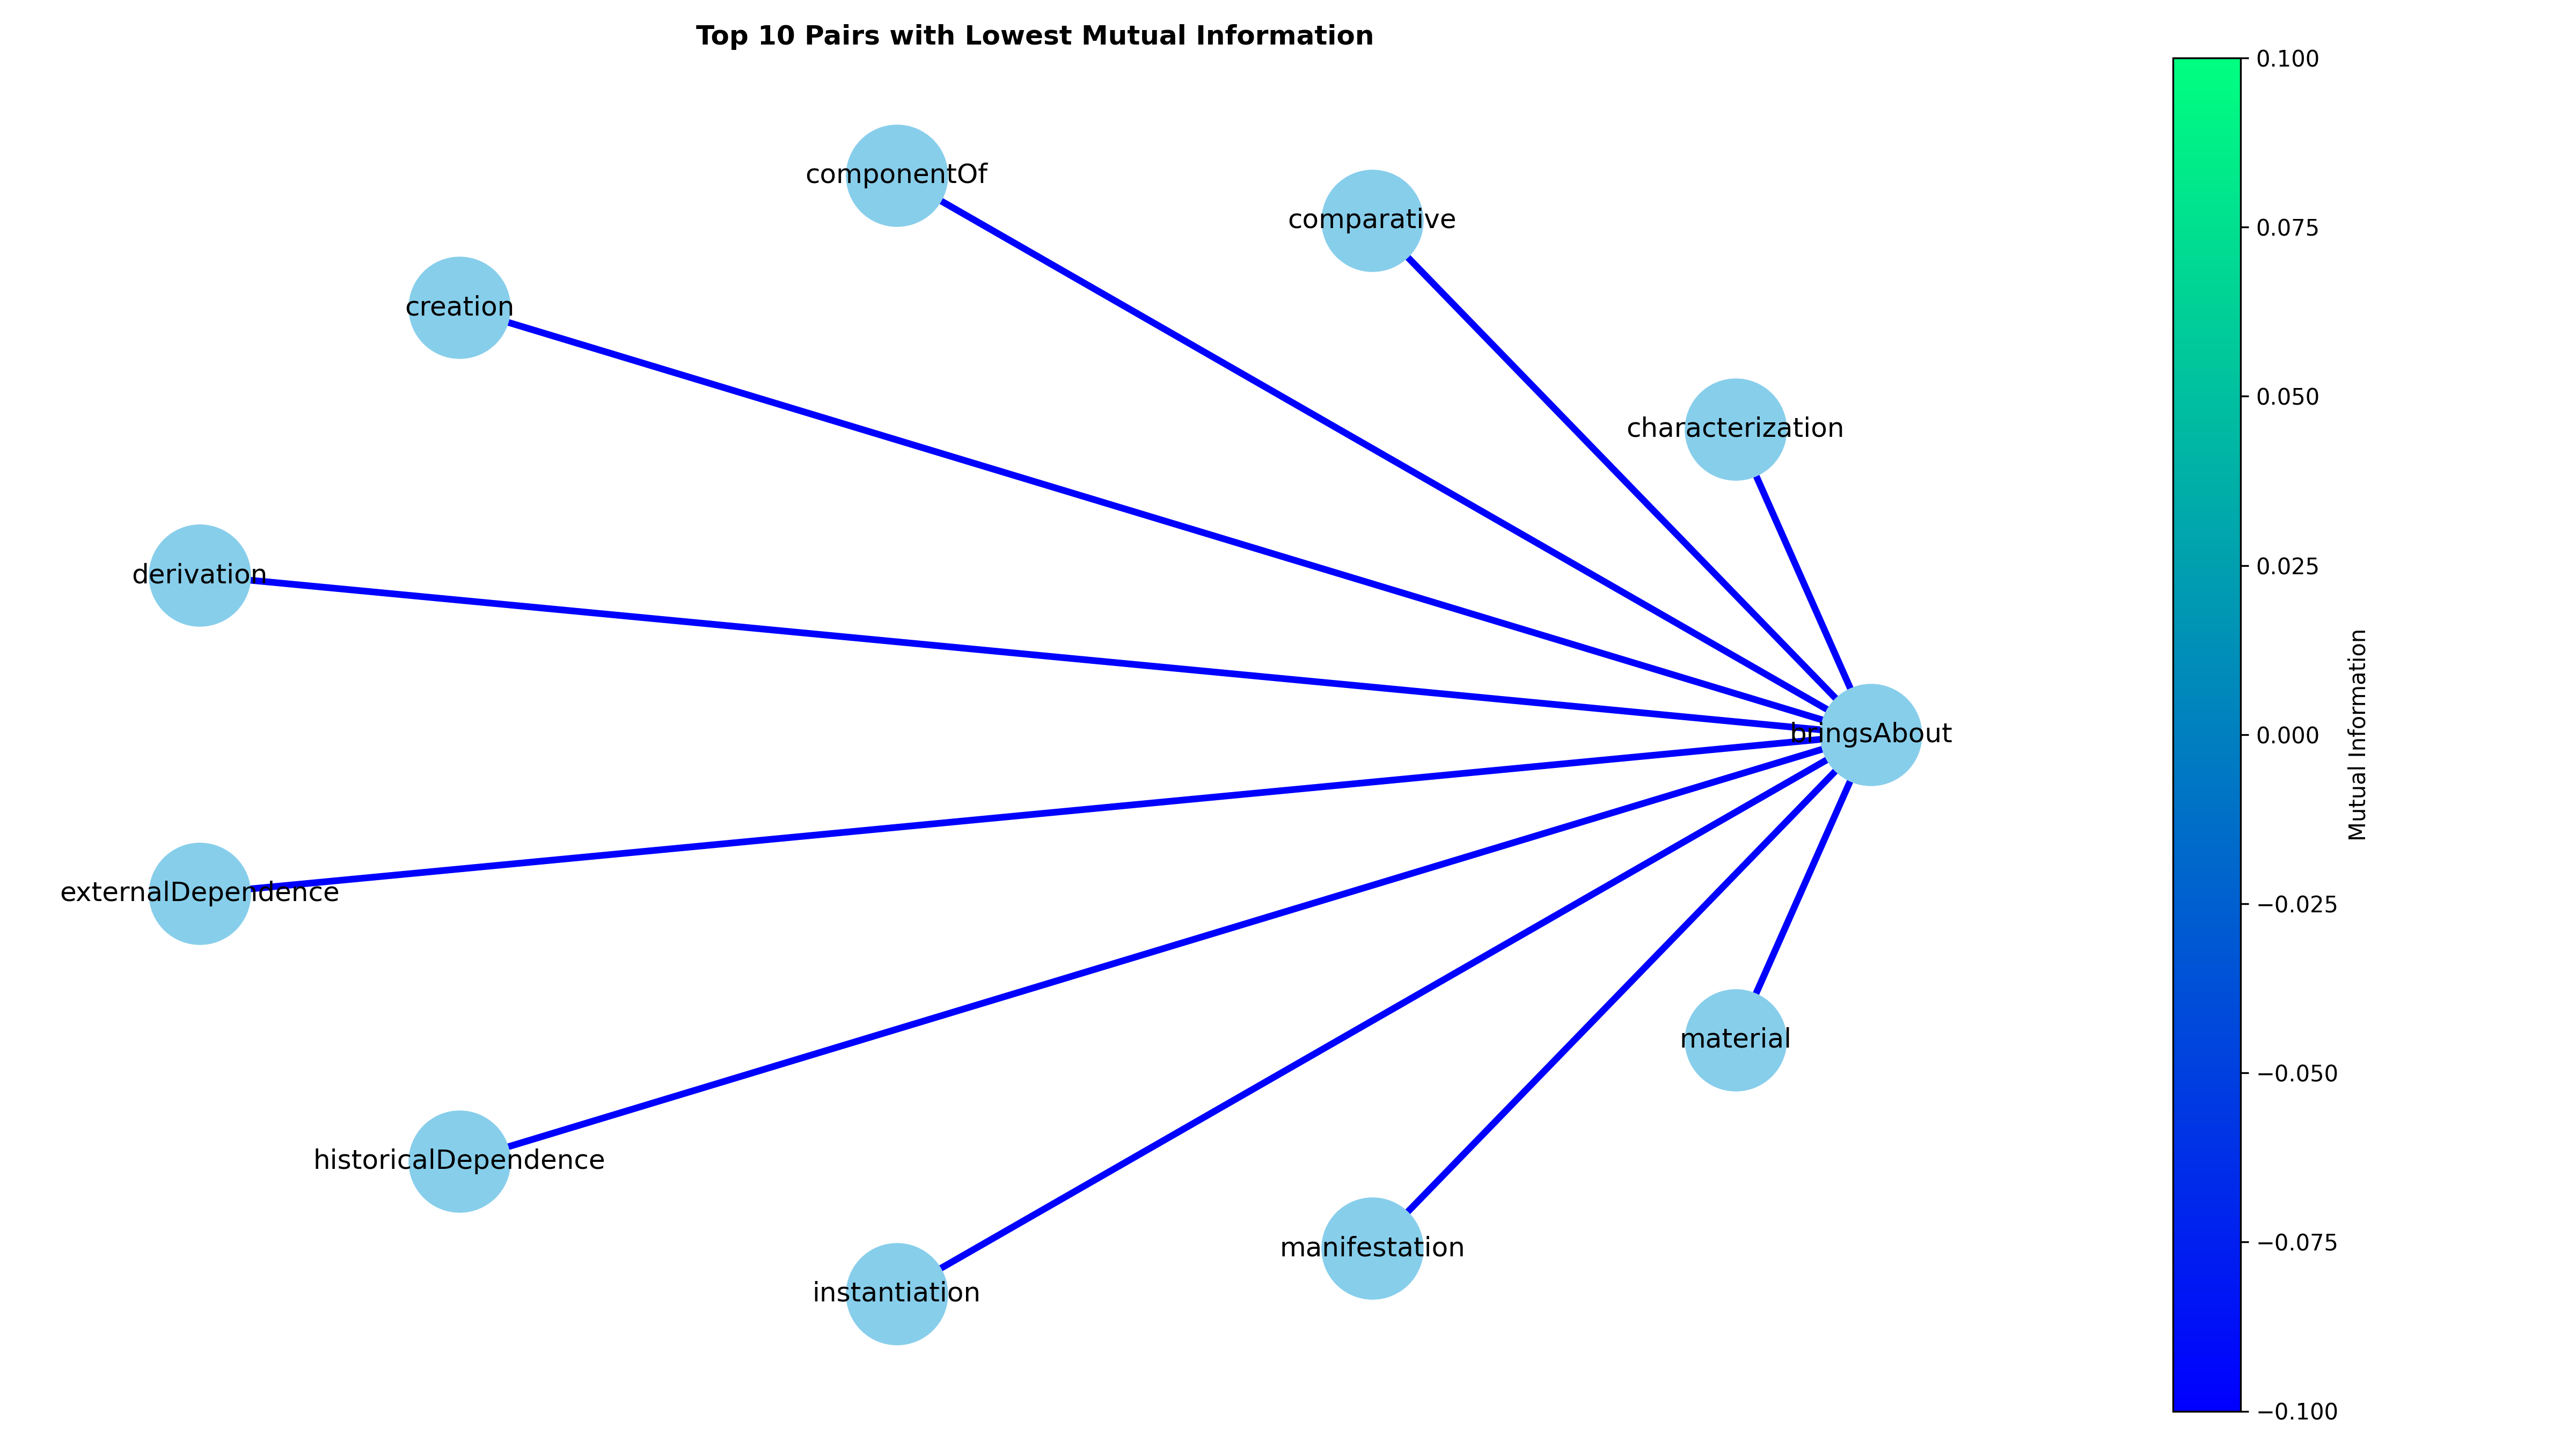 Top 10 Pairs with Lowest Mutual Information
componentOf
comparative
creation
characterization
derivation
bringsAbout
externalDependence
material
historicalDependence
manifestation
instantiation
0.100
0.075
0.050
0.025
0.000
−0.025
−0.050
−0.075
−0.100
Mutual Information